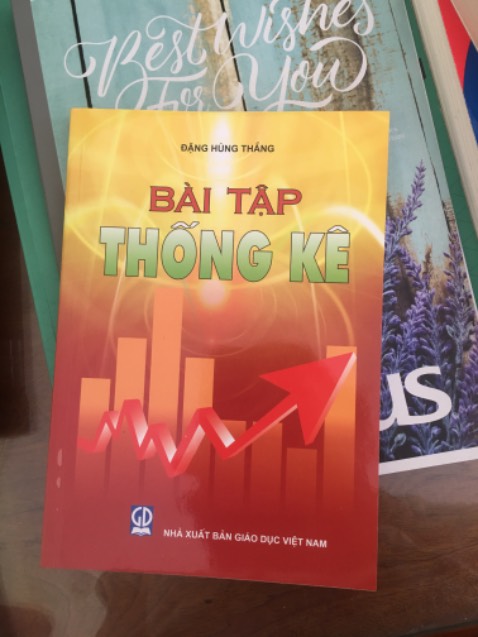 Best Wishes
For You
ĐẶNG HÙNG THẮNG
BÀI TẬP
THỐNG KÊ
us
GD
NHÀ XUẤT BẢN GIÁO DỤC VIỆT NAM